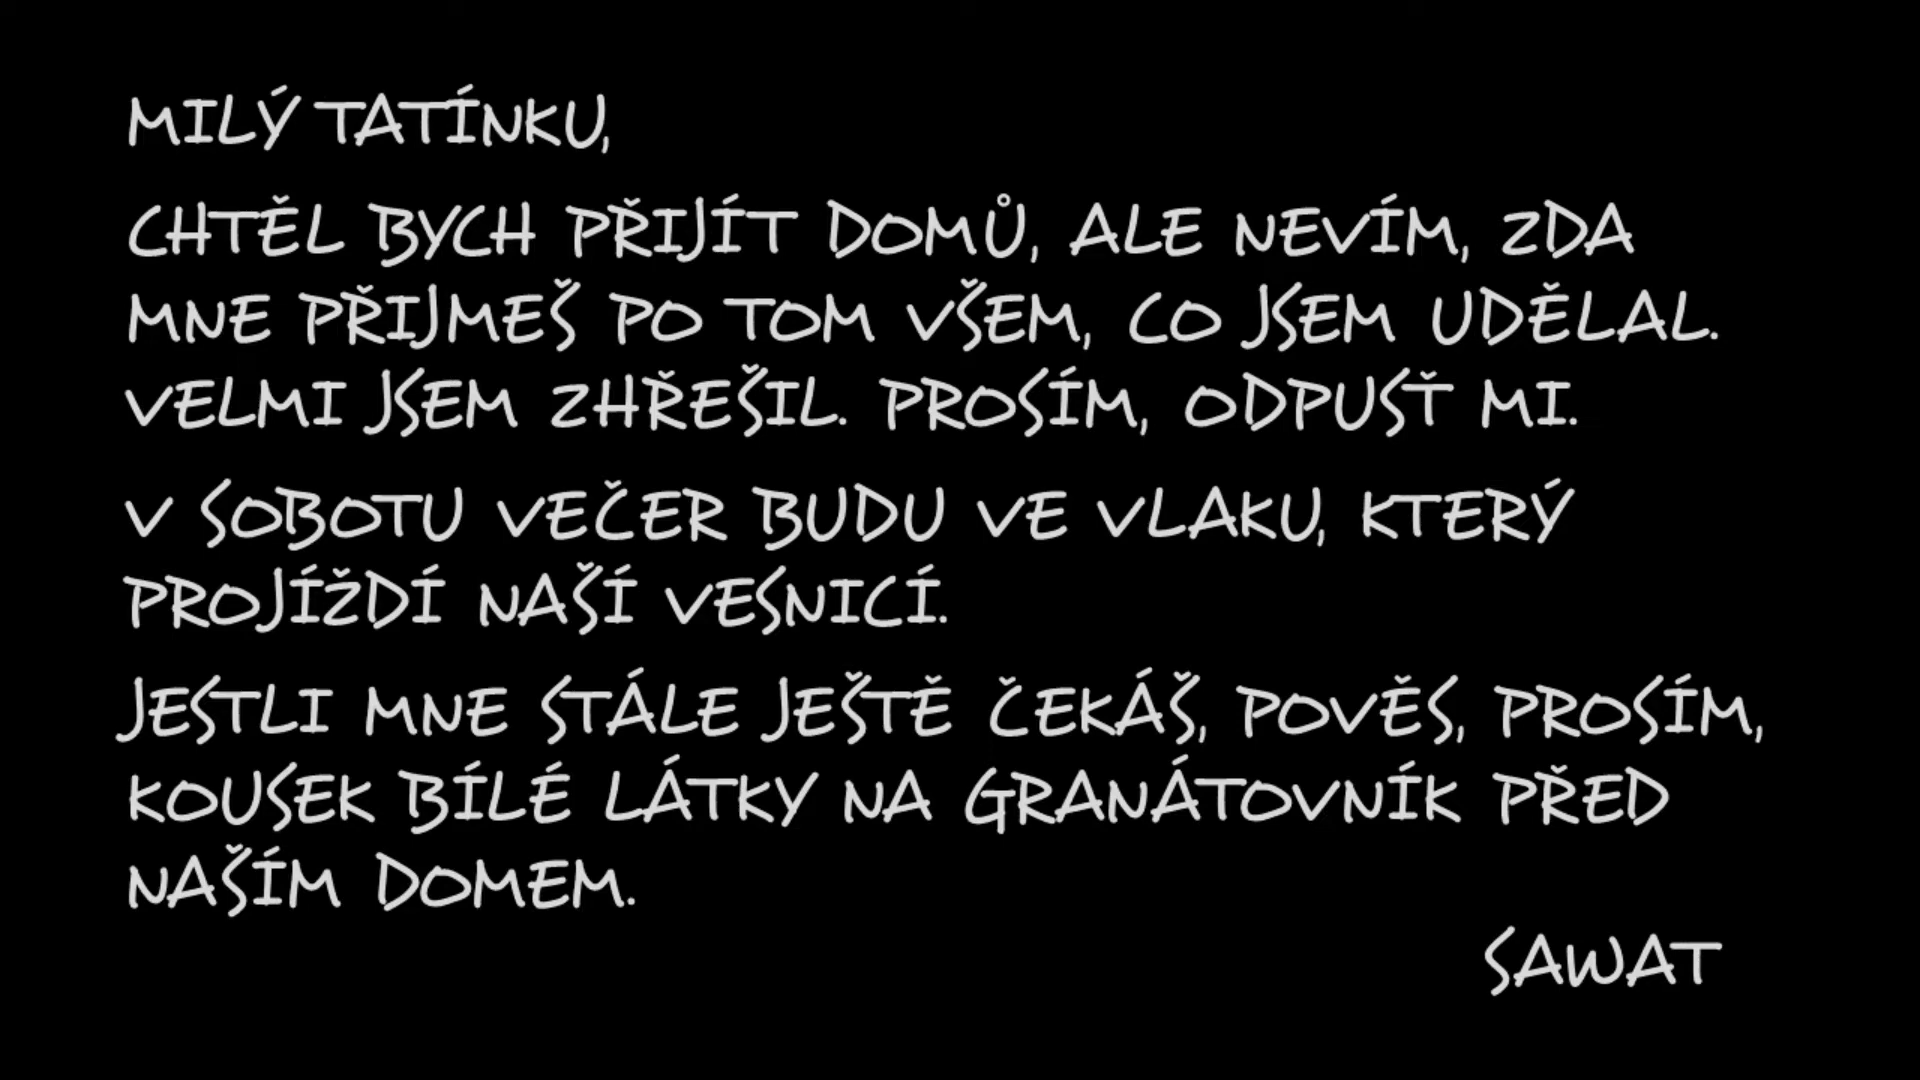 MILÝ TATÍNKU,
CHTĚL BYCH PŘIJÍT DOMŮ, ALE NEVÍM, ZDA
MNE PŘIJMEŠ PO TOM VŠEM, CO JSEM UDĚLAL.
VELMI JSEM ZHŘEŠIL. PROSÍM, ODPUSŤ MI.
V SOBOTU VEČER BUDU VE VLAKU, KTERÝ
PROJÍŽDÍ NAŠÍ VESNICÍ.
JESTLI MNE STÁLE JEŠTĚ ČEKÁŠ, POVĚS, PROSÍM,
KOUSEK BÍLÉ LÁTKY NA GRANÁTOVNÍK PŘED
NAŠÍM DOMEM.
SAWAT